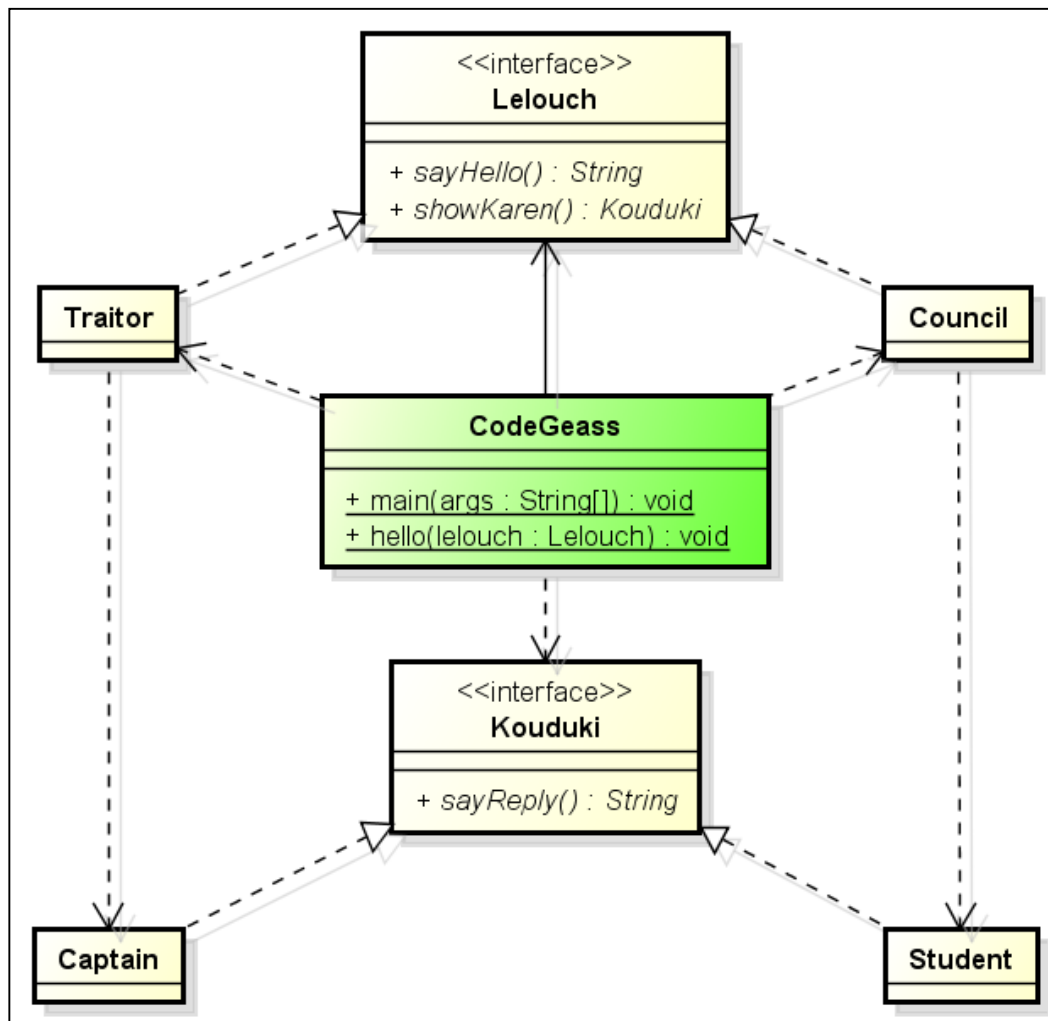 <<interface>>
Lelouch
+ sayHello() : String
+ showKaren() : Kouduki
Traitor
Council
CodeGeass
+ main(args : String[]) : void
+ hello(lelouch : Lelouch) : void
<<interface>>
Kouduki
+ sayReply() : String
Captain
Student